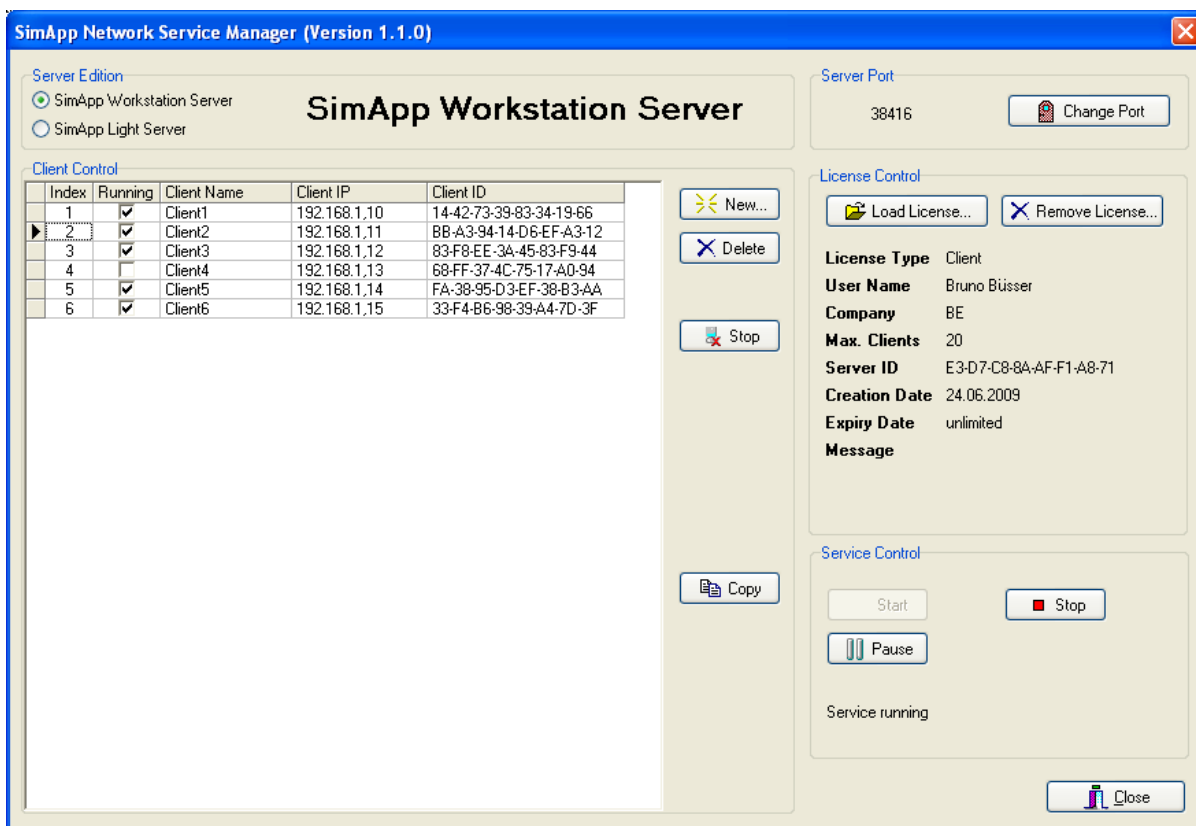 SimApp Network Service Manager (Version 1.1.0)
Server Edition
SimApp Workstation Server
SimApp Light Server
SimApp Workstation Server
Server Port
38416
Change Port
Client Control
Index Running Client Name Client IP Client ID
1 Client1 192.168.1,10 14-42-73-39-83-34-19-66
2 Client2 192.168.1,11 BB-A3-94-14-D6-EF-A3-12
3 Client3 192.168.1,12 83-F8-EE-3A-45-83-F9-44
4 Client4 192.168.1,13 68-FF-37-4C-75-17-A0-94
5 Client5 192.168.1,14 FA-38-95-D3-EF-38-B3-AA
6 Client6 192.168.1,15 33-F4-B6-98-39-A4-7D-3F
New...
Delete
Stop
Copy
License Control
Load License... Remove License...
License Type Client
User Name Bruno Büsser
Company BE
Max. Clients 20
Server ID E3-D7-C8-8A-AF-F1-A8-71
Creation Date 24.06.2009
Expiry Date unlimited
Message
Service Control
Start Stop
Pause
Service running
Close